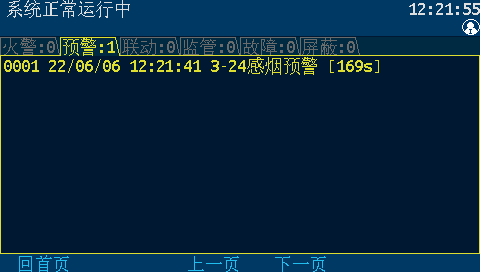 系统正常运行中 12:21:55
火警:0\预警:1\联动:0\监管:0\故障:0\屏蔽:0\
0001 22/06/06 12:21:41 3-24感烟预警 [169s]
回首页 上一页 下一页